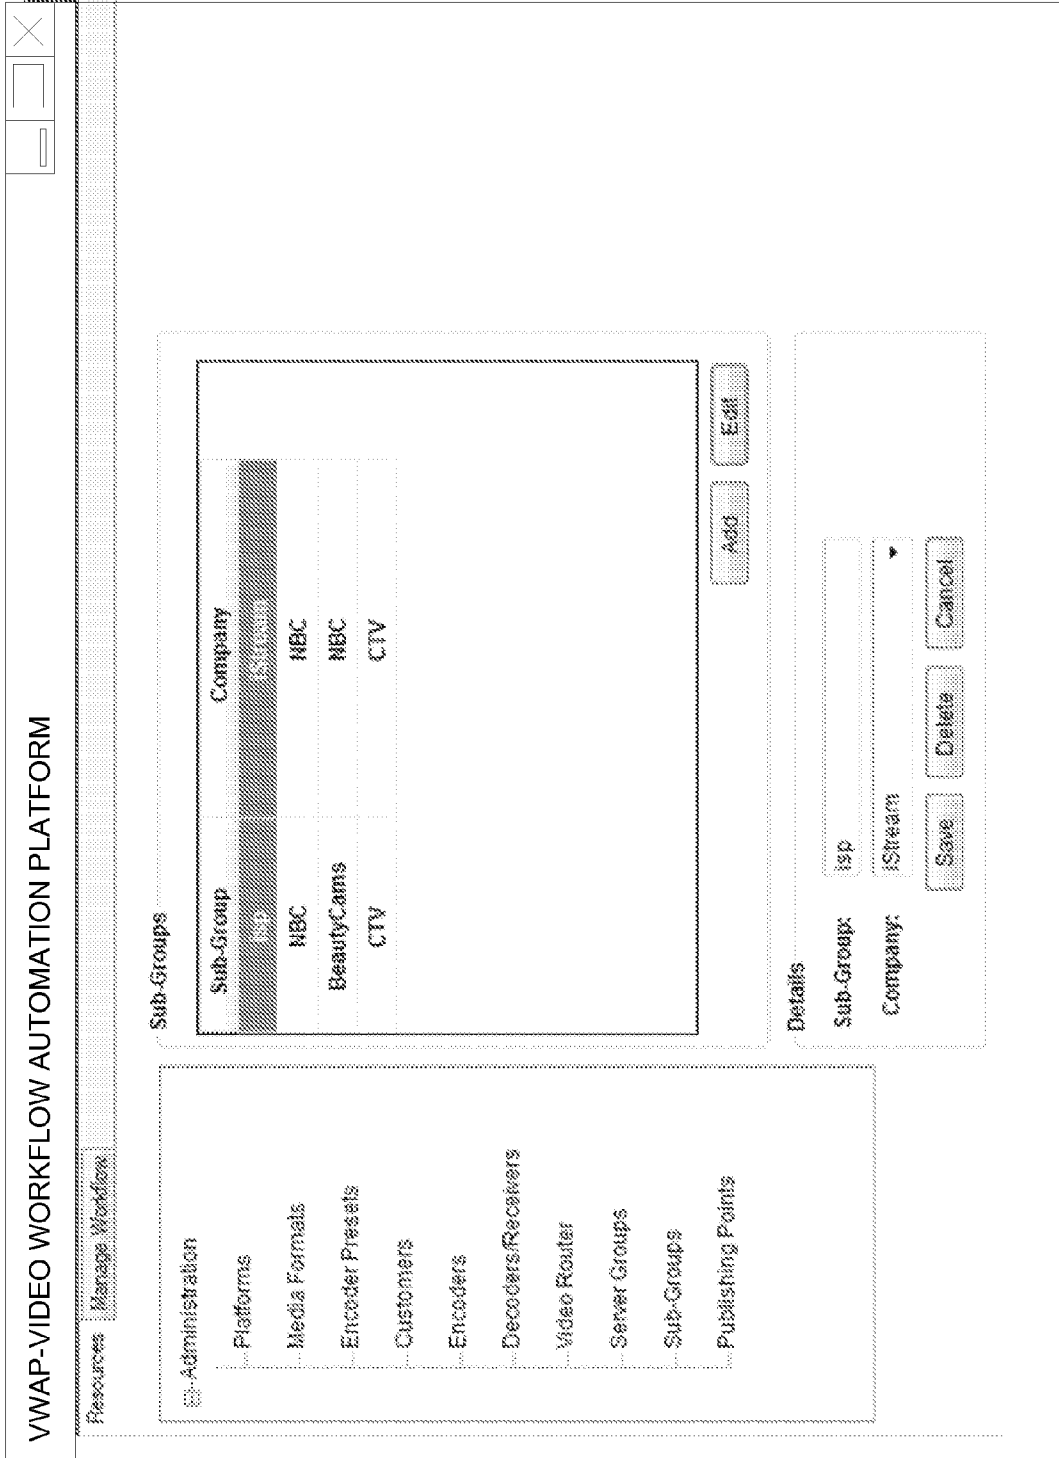 VWAP-VIDEO WORKFLOW AUTOMATION PLATFORM
Resources Manage Workflow
Administration
Platforms
Media Formats
Encoder Presets
Customers
Encoders
Decoders/Receivers
Video Router
Server Groups
Sub-Groups
Publishing Points
Sub-Groups
Sub-Group Company
isp iStream
NBC NBC
BeautyCams NBC
CTV CTV
Add Edit
Details
Sub-Group: isp
Company: iStream
Save Delete Cancel